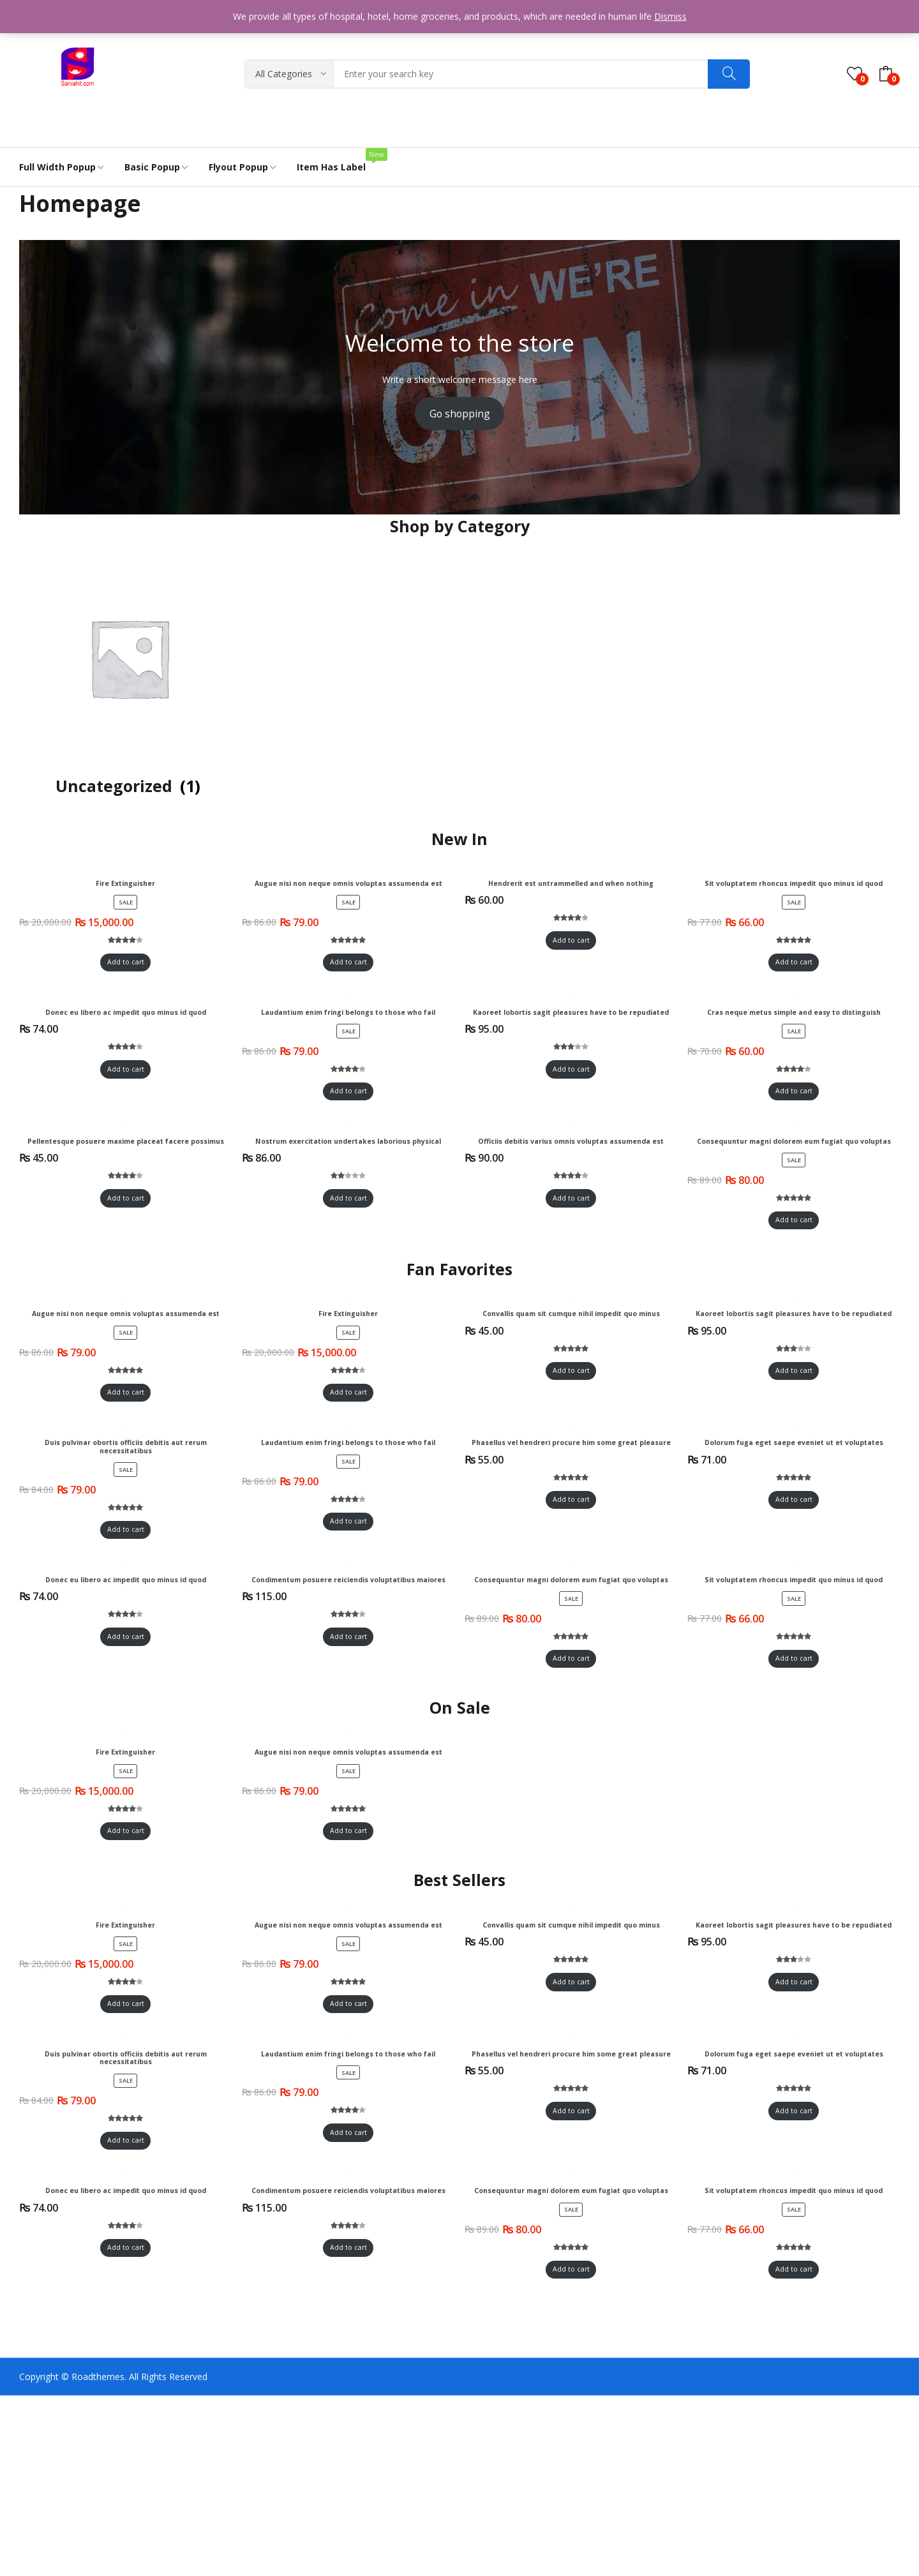 We provide all types of hospital, hotel, home groceries, and products, which are needed in human life Dismiss
Sarvahit.com
All Categories Enter your search key
0 0
New
Full Width Popup Basic Popup Flyout Popup Item Has Label
Homepage
Come in WE'RE
OPEN
Welcome to the store
Write a short welcome message here
Go shopping
Shop by Category
Uncategorized (1)
New In
Fire Extinguisher Augue nisi non neque omnis voluptas assumenda est Hendrerit est untrammelled and when nothing Sit voluptatem rhoncus impedit quo minus id quod
SALE SALE ₨ 60.00 SALE
₨ 20,000.00 ₨ 15,000.00 ₨ 86.00 ₨ 79.00 ₨ 77.00 ₨ 66.00
Add to cart Add to cart Add to cart Add to cart
Donec eu libero ac impedit quo minus id quod Laudantium enim fringi belongs to those who fail Kaoreet lobortis sagit pleasures have to be repudiated Cras neque metus simple and easy to distinguish
₨ 74.00 SALE ₨ 95.00 SALE
₨ 86.00 ₨ 79.00 ₨ 70.00 ₨ 60.00
Add to cart Add to cart Add to cart Add to cart
Pellentesque posuere maxime placeat facere possimus Nostrum exercitation undertakes laborious physical Officiis debitis varius omnis voluptas assumenda est Consequuntur magni dolorem eum fugiat quo voluptas
₨ 45.00 ₨ 86.00 ₨ 90.00 SALE
₨ 89.00 ₨ 80.00
Add to cart Add to cart Add to cart Add to cart
Fan Favorites
Augue nisi non neque omnis voluptas assumenda est Fire Extinguisher Convallis quam sit cumque nihil impedit quo minus Kaoreet lobortis sagit pleasures have to be repudiated
SALE SALE ₨ 45.00 ₨ 95.00
₨ 86.00 ₨ 79.00 ₨ 20,000.00 ₨ 15,000.00
Add to cart Add to cart Add to cart Add to cart
Duis pulvinar obortis officiis debitis aut rerum necessitatibus Laudantium enim fringi belongs to those who fail Phasellus vel hendreri procure him some great pleasure Dolorum fuga eget saepe eveniet ut et voluptates
SALE SALE ₨ 55.00 ₨ 71.00
₨ 84.00 ₨ 79.00 ₨ 86.00 ₨ 79.00
Add to cart Add to cart Add to cart Add to cart
Donec eu libero ac impedit quo minus id quod Condimentum posuere reiciendis voluptatibus maiores Consequuntur magni dolorem eum fugiat quo voluptas Sit voluptatem rhoncus impedit quo minus id quod
₨ 74.00 ₨ 115.00 SALE SALE
₨ 89.00 ₨ 80.00 ₨ 77.00 ₨ 66.00
Add to cart Add to cart Add to cart Add to cart
On Sale
Fire Extinguisher Augue nisi non neque omnis voluptas assumenda est
SALE SALE
₨ 20,000.00 ₨ 15,000.00 ₨ 86.00 ₨ 79.00
Add to cart Add to cart
Best Sellers
Fire Extinguisher Augue nisi non neque omnis voluptas assumenda est Convallis quam sit cumque nihil impedit quo minus Kaoreet lobortis sagit pleasures have to be repudiated
SALE SALE ₨ 45.00 ₨ 95.00
₨ 20,000.00 ₨ 15,000.00 ₨ 86.00 ₨ 79.00
Add to cart Add to cart Add to cart Add to cart
Duis pulvinar obortis officiis debitis aut rerum necessitatibus Laudantium enim fringi belongs to those who fail Phasellus vel hendreri procure him some great pleasure Dolorum fuga eget saepe eveniet ut et voluptates
SALE SALE ₨ 55.00 ₨ 71.00
₨ 84.00 ₨ 79.00 ₨ 86.00 ₨ 79.00
Add to cart Add to cart Add to cart Add to cart
Donec eu libero ac impedit quo minus id quod Condimentum posuere reiciendis voluptatibus maiores Consequuntur magni dolorem eum fugiat quo voluptas Sit voluptatem rhoncus impedit quo minus id quod
₨ 74.00 ₨ 115.00 SALE SALE
₨ 89.00 ₨ 80.00 ₨ 77.00 ₨ 66.00
Add to cart Add to cart Add to cart Add to cart
Copyright © Roadthemes. All Rights Reserved